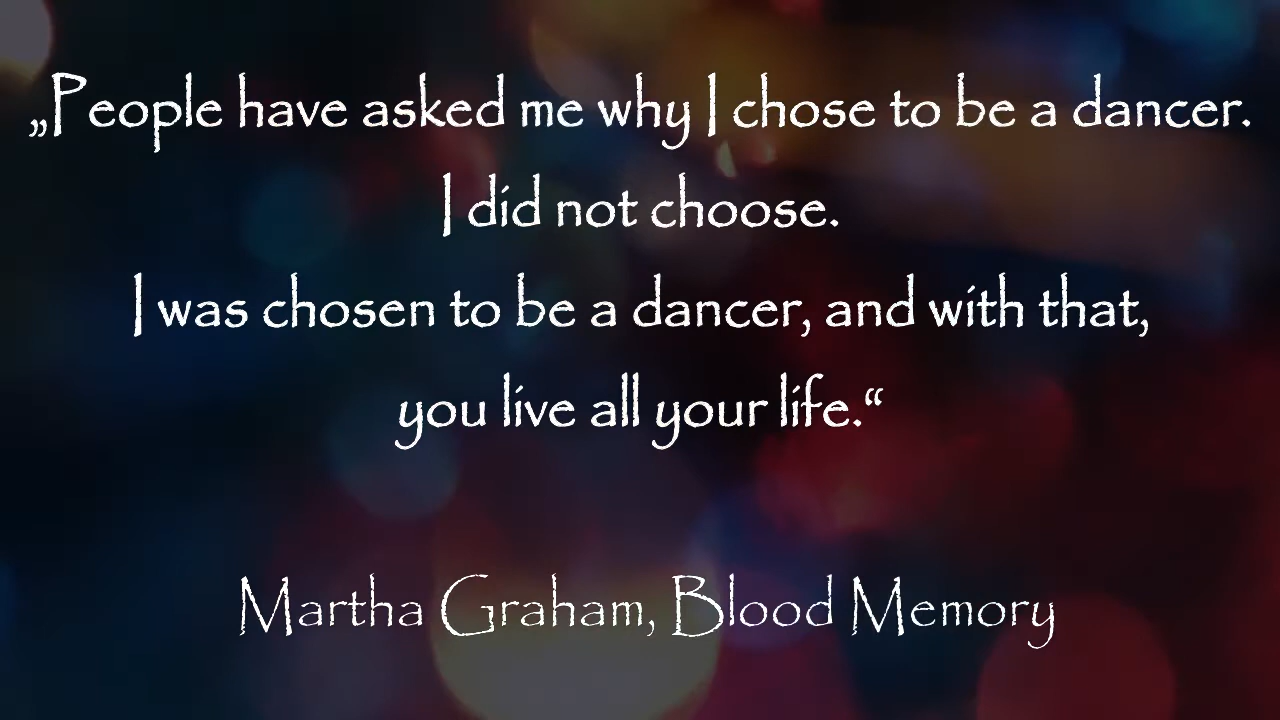 „People have asked me why I chose to be a dancer.
I did not choose.
I was chosen to be a dancer, and with that,
you live all your life.“
Martha Graham, Blood Memory